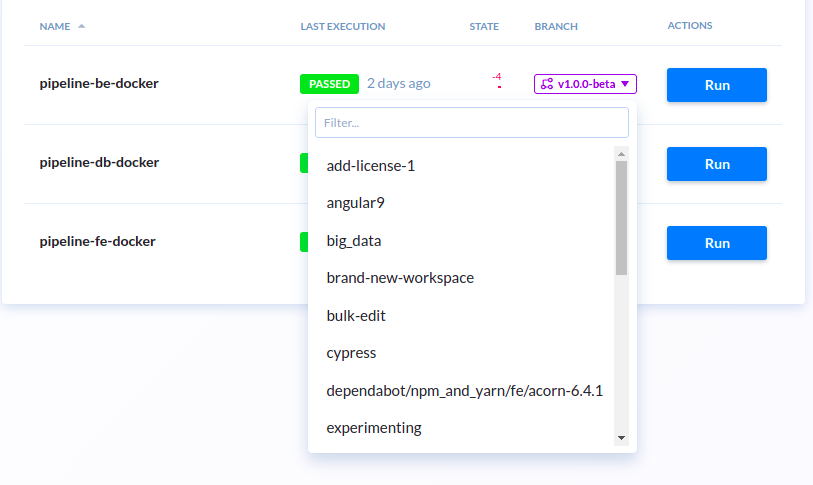 NAME LAST EXECUTION STATE BRANCH ACTIONS
pipeline-be-docker PASSED 2 days ago -4 v1.0.0-beta Run
Filter...
add-license-1
pipeline-db-docker Run
angular9
big_data
pipeline-fe-docker Run
brand-new-workspace
bulk-edit
cypress
dependabot/npm_and_yarn/fe/acorn-6.4.1
experimenting